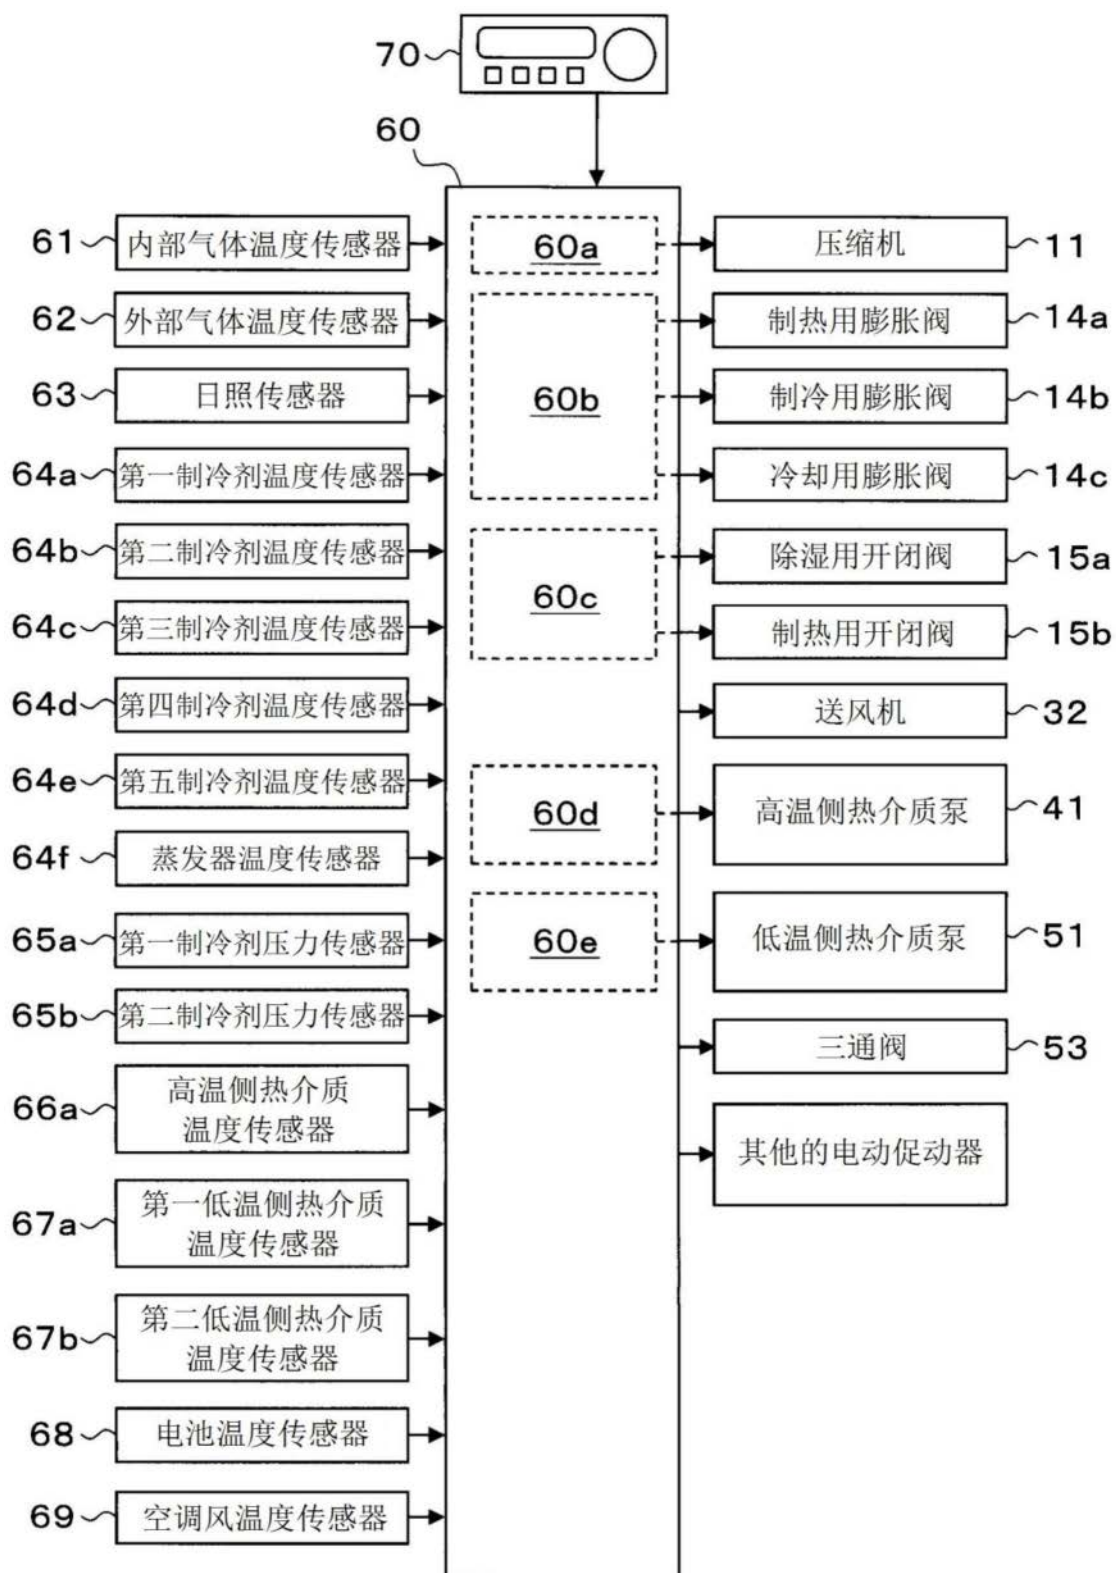 70
60
61 内部气体温度传感器 60a 压缩机 11
62 外部气体温度传感器 制热用膨胀阀 14a
63 日照传感器 60b 制冷用膨胀阀 14b
64a 第一制冷剂温度传感器 冷却用膨胀阀 14c
64b 第二制冷剂温度传感器 除湿用开闭阀 15a
60c
64c 第三制冷剂温度传感器 制热用开闭阀 15b
64d 第四制冷剂温度传感器 送风机 32
64e 第五制冷剂温度传感器 60d 高温侧热介质泵 41
64f 蒸发器温度传感器
65a 第一制冷剂压力传感器 60e 低温侧热介质泵 51
65b 第二制冷剂压力传感器
三通阀 53
66a 高温侧热介质
温度传感器
其他的电动促动器
67a 第一低温侧热介质
温度传感器
67b 第二低温侧热介质
温度传感器
68 电池温度传感器
69 空调风温度传感器